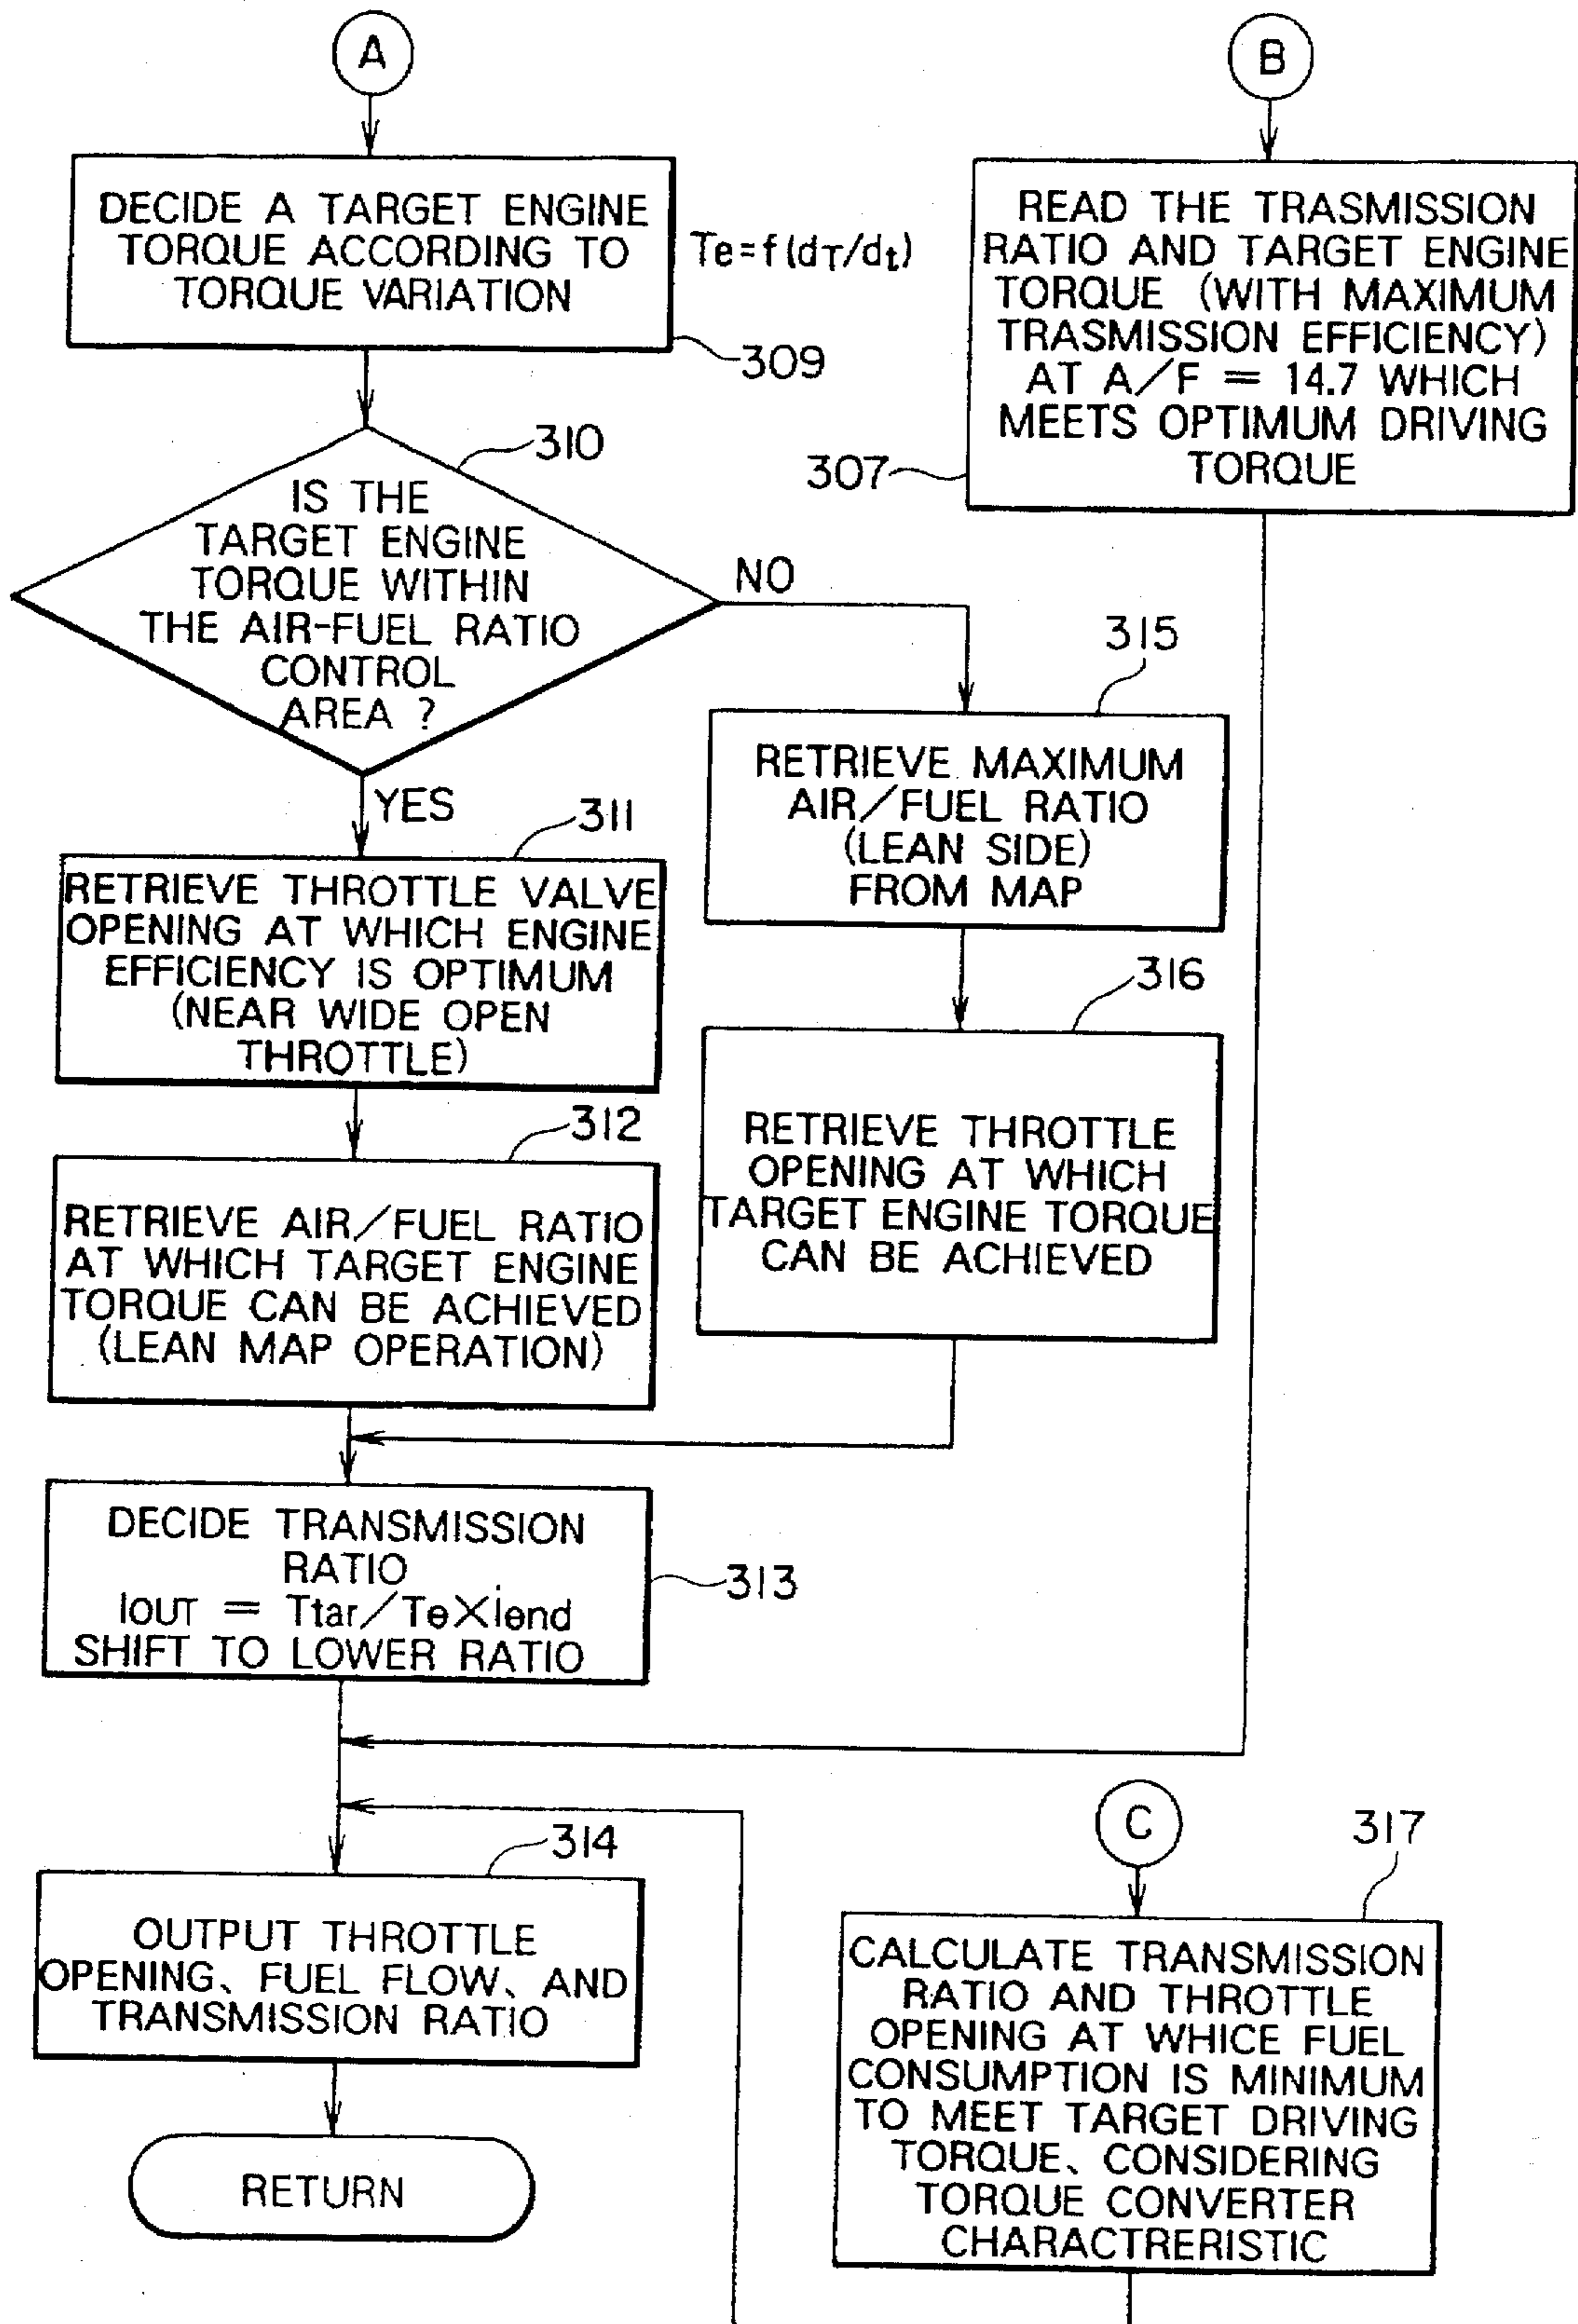 A
DECIDE A TARGET ENGINE
TORQUE ACCORDING TO
TORQUE VARIATION
Te=f(dT/dt)
309
310
IS THE
TARGET ENGINE
TORQUE WITHIN
THE AIR-FUEL RATIO
CONTROL
AREA ?
NO
YES
311
RETRIEVE THROTTLE VALVE
OPENING AT WHICH ENGINE
EFFICIENCY IS OPTIMUM
(NEAR WIDE OPEN
THROTTLE)
312
RETRIEVE AIR/FUEL RATIO
AT WHICH TARGET ENGINE
TORQUE CAN BE ACHIEVED
(LEAN MAP OPERATION)
315
RETRIEVE MAXIMUM
AIR/FUEL RATIO
(LEAN SIDE)
FROM MAP
316
RETRIEVE THROTTLE
OPENING AT WHICH
TARGET ENGINE TORQUE
CAN BE ACHIEVED
DECIDE TRANSMISSION
RATIO
IOUT = Ttar/Te×iend
SHIFT TO LOWER RATIO
313
314
OUTPUT THROTTLE
OPENING、FUEL FLOW、AND
TRANSMISSION RATIO
RETURN
B
READ THE TRASMISSION
RATIO AND TARGET ENGINE
TORQUE (WITH MAXIMUM
TRASMISSION EFFICIENCY)
AT A/F = 14.7 WHICH
MEETS OPTIMUM DRIVING
TORQUE
307
C
317
CALCULATE TRANSMISSION
RATIO AND THROTTLE
OPENING AT WHICE FUEL
CONSUMPTION IS MINIMUM
TO MEET TARGET DRIVING
TORQUE、CONSIDERING
TORQUE CONVERTER
CHARACTRERISTIC